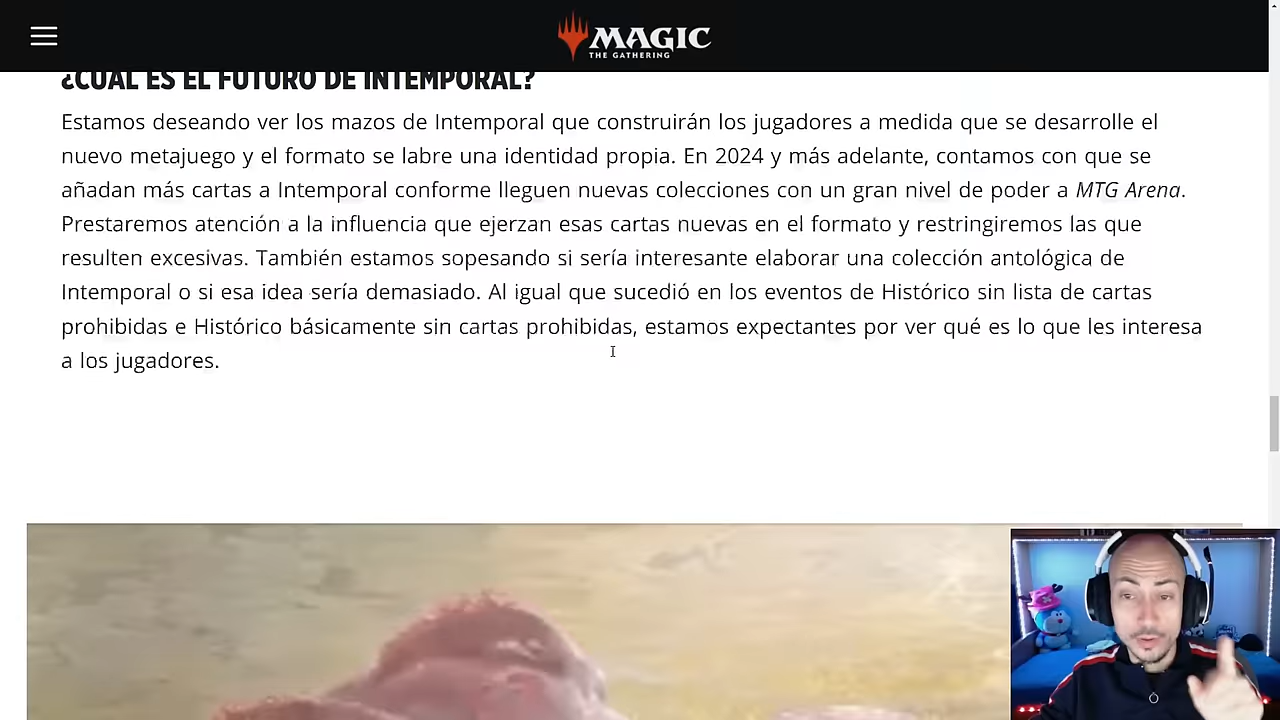 MAGIC
THE GATHERING
¿CUÁL ES EL FUTURO DE INTEMPORAL?
Estamos deseando ver los mazos de Intemporal que construirán los jugadores a medida que se desarrolle el
nuevo metajuego y el formato se labre una identidad propia. En 2024 y más adelante, contamos con que se
añadan más cartas a Intemporal conforme lleguen nuevas colecciones con un gran nivel de poder a MTG Arena.
Prestaremos atención a la influencia que ejerzan esas cartas nuevas en el formato y restringiremos las que
resulten excesivas. También estamos sopesando si sería interesante elaborar una colección antológica de
Intemporal o si esa idea sería demasiado. Al igual que sucedió en los eventos de Histórico sin lista de cartas
prohibidas e Histórico básicamente sin cartas prohibidas, estamos expectantes por ver qué es lo que les interesa
a los jugadores.